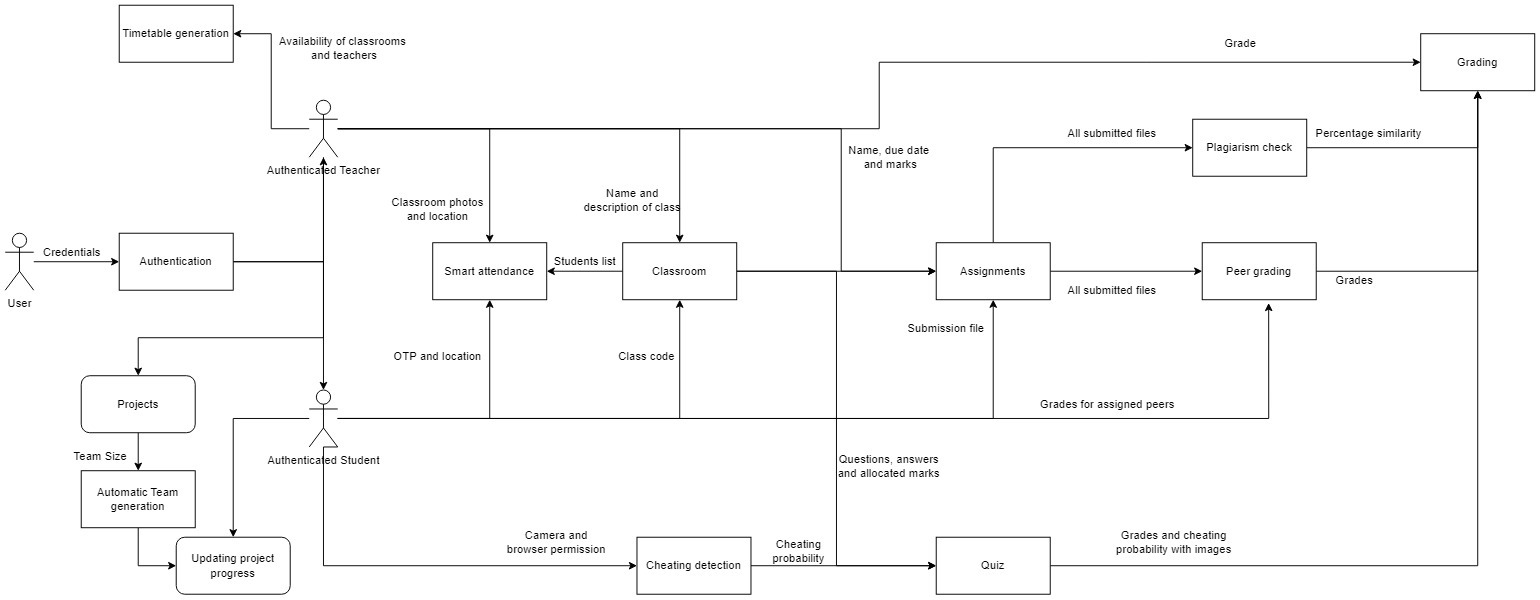 Timetable generation
Availability of classrooms
and teachers
Grade
Grading
Authenticated Teacher
Name, due date
and marks
All submitted files
Plagiarism check
Percentage similarity
Classroom photos
and location
Name and
description of class
User
Credentials
Authentication
Smart attendance
Students list
Classroom
Assignments
All submitted files
Peer grading
Grades
Submission file
OTP and location
Class code
Projects
Grades for assigned peers
Team Size
Authenticated Student
Questions, answers
and allocated marks
Automatic Team
generation
Updating project
progress
Camera and
browser permission
Cheating detection
Cheating
probability
Quiz
Grades and cheating
probability with images